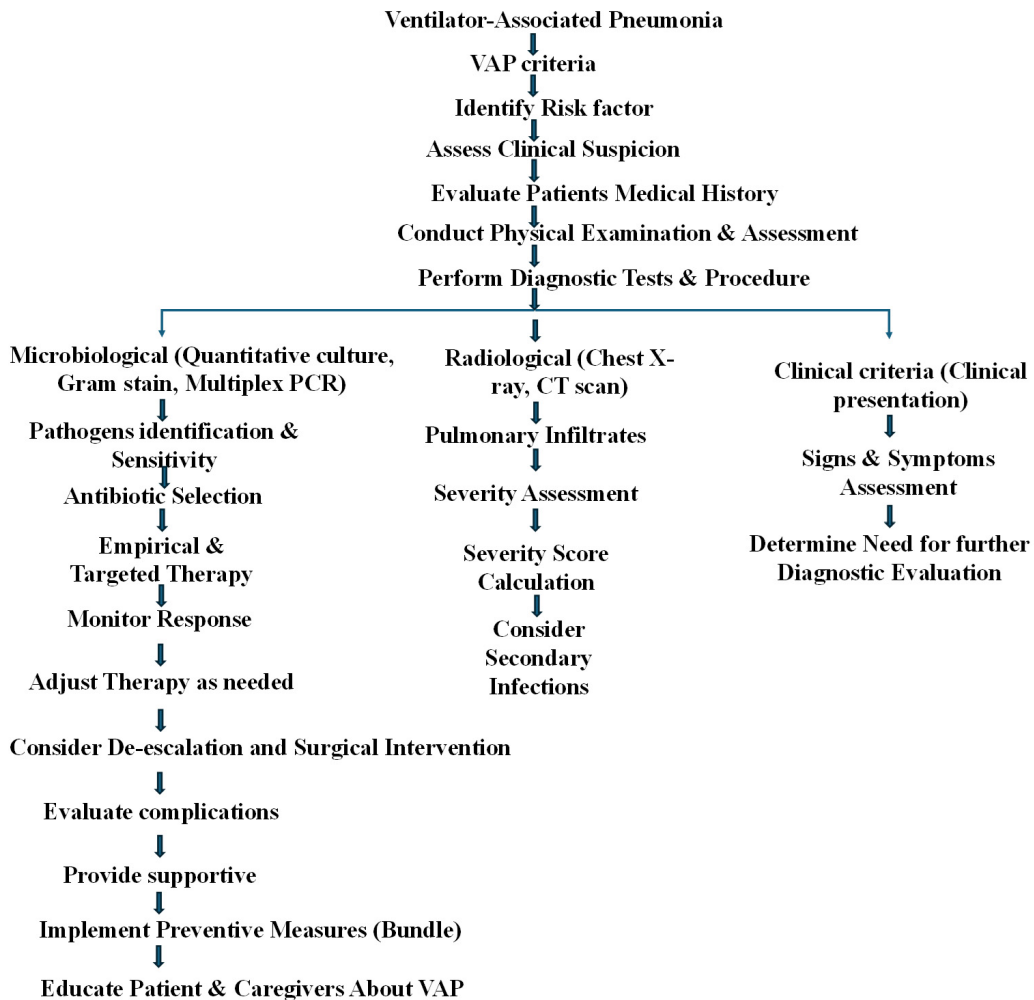 Ventilator-Associated Pneumonia
VAP criteria
Identify Risk factor
Assess Clinical Suspicion
Evaluate Patients Medical History
Conduct Physical Examination & Assessment
Perform Diagnostic Tests & Procedure
Microbiological (Quantitative culture,
Gram stain, Multiplex PCR)
Pathogens identification &
Sensitivity
Antibiotic Selection
Empirical &
Targeted Therapy
Monitor Response
Adjust Therapy as needed
Consider De-escalation and Surgical Intervention
Evaluate complications
Provide supportive
Implement Preventive Measures (Bundle)
Educate Patient & Caregivers About VAP
Radiological (Chest X-
ray, CT scan)
Pulmonary Infiltrates
Severity Assessment
Severity Score
Calculation
Consider
Secondary
Infections
Clinical criteria (Clinical
presentation)
Signs & Symptoms
Assessment
Determine Need for further
Diagnostic Evaluation